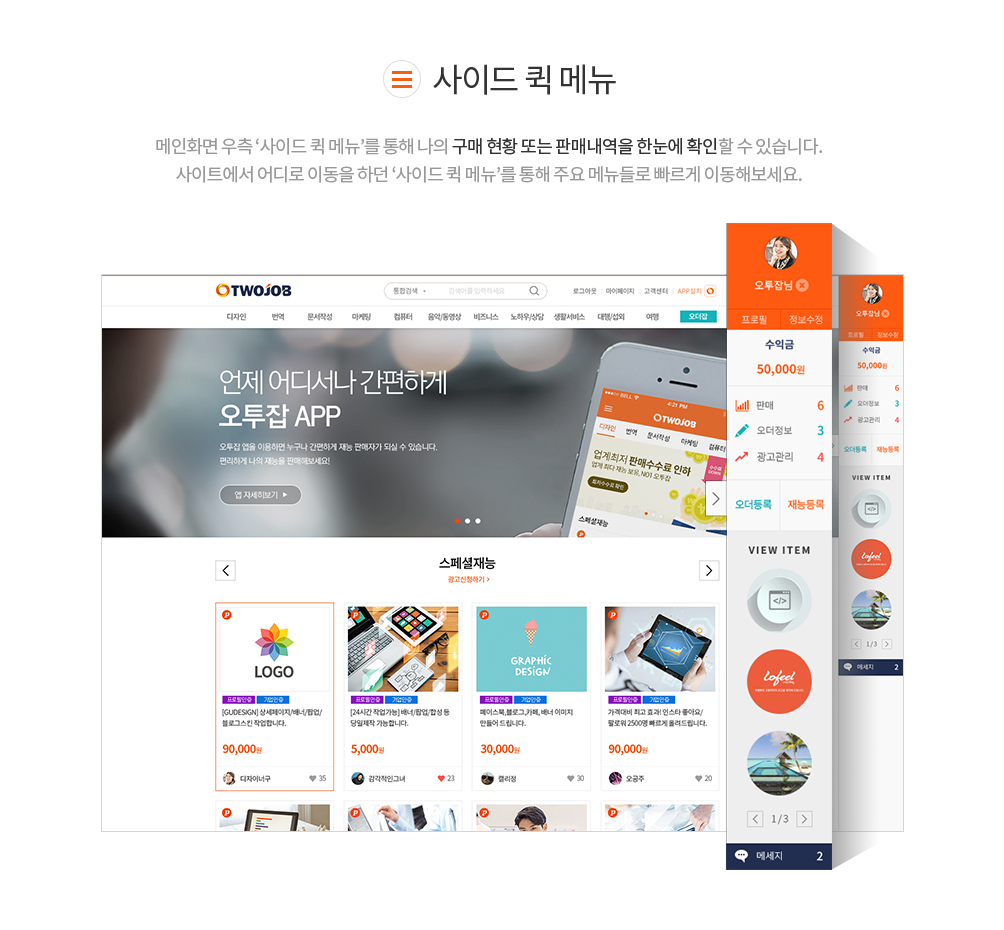 사이드 퀵 메뉴
메인화면 우측 ‘사이드 퀵 메뉴’를 통해 나의 구매 현황 또는 판매내역을 한눈에 확인할 수 있습니다.
사이트에서 어디로 이동을 하던 ‘사이드 퀵 메뉴’를 통해 주요 메뉴들로 빠르게 이동해보세요.
OTWOJOB
통합검색
검색어를 입력하세요
로그아웃 마이페이지 고객센터 APP설치
디자인 번역 문서작성 마케팅 컴퓨터 음악/동영상 비즈니스 노하우/상담 생활서비스 대행/섭외 여행 오더잡
언제 어디서나 간편하게
오투잡 APP
오투잡 앱을 이용하면 누구나 간편하게 재능 판매자가 되실 수 있습니다.
편리하게 나의 재능을 판매해보세요!
앱 자세히보기
BELL 4:21 PM
OTWOJOB
디자인 번역 문서작성 마케팅 컴퓨터
업계최저 판매수수료 인하
업계 최다 재능 보유, NO1 오투잡
수수료 DOWN
최저수수료 확인
스페셜재능
스페셜재능
광고신청하기 >
P
LOGO
프로필인증 기업인증
[GUDESIGN] 상세페이지/배너/팝업/
블로그스킨 작업합니다.
90,000원
디자이너구 35
P
프로필인증 기업인증
[24시간 작업가능] 배너/팝업/합성 등
당일제작 가능합니다.
5,000원
감각적인그녀 23
P
GRAPHIC
DESIGN
프로필인증 기업인증
페이스북,블로그,카페, 배너 이미지
만들어 드립니다.
30,000원
캘리정 30
P
프로필인증 기업인증
가격대비 최고 효과! 인스타 좋아요/
팔로워 2500명 빠르게 올려드립니다.
90,000원
오공주 20
P
P
P
P
오투잡님
프로필 정보수정
수익금
50,000원
판매 6
오더정보 3
광고관리 4
오더등록 재능등록
VIEW ITEM
</>
Lofeel
1/3
메세지 2
오투잡님
프로필 정보수정
수익금
50,000원
판매 6
오더정보 3
광고관리 4
오더등록 재능등록
VIEW ITEM
</>
Lofeel
1/3
메세지 2